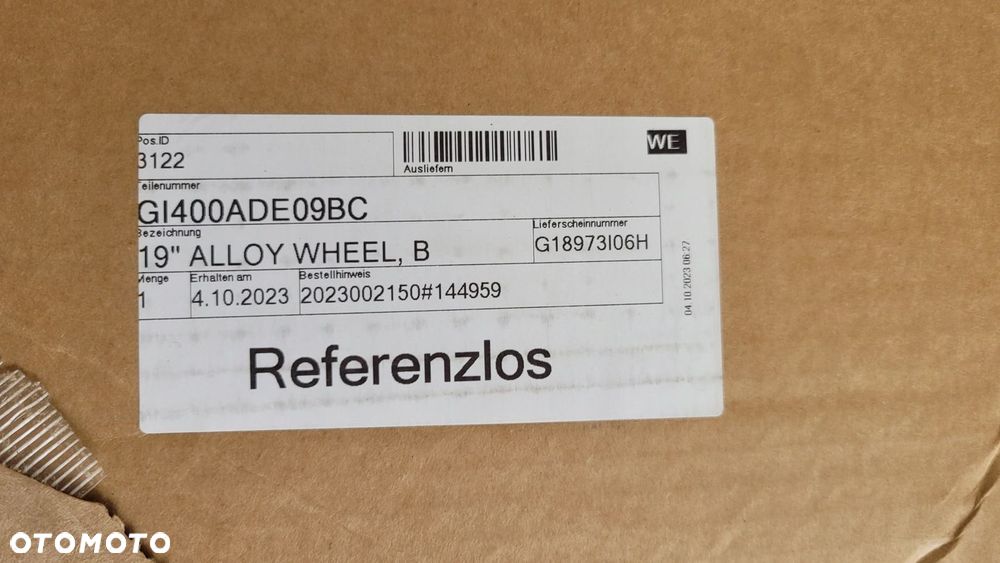 Pos.ID
3122
Ausliefern
WE
Teilenummer
GI400ADE09BC
Bezeichnung
19" ALLOY WHEEL, B
Lieferscheinnummer
G18973I06H
Menge
1
Erhalten am
4.10.2023
Bestellhinweis
2023002150#144959
04.10.2023 06:27
Referenzlos
OTOMOTO